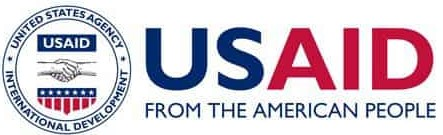 UNITED STATES AGENCY
USAID
INTERNATIONAL DEVELOPMENT
USAID
FROM THE AMERICAN PEOPLE